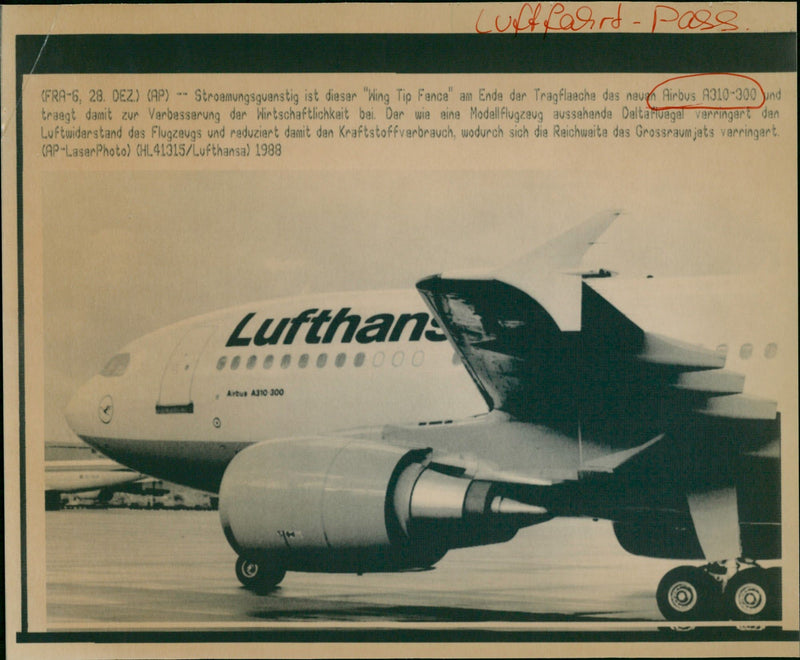 Luftfahrt - Pass.
(FRA-6, 28. DEZ.) (AP) -- Stroemungsguenstig ist dieser "Wing Tip Fence" am Ende der Tragflaeche des neuen Airbus A310-300 und
traegt damit zur Verbesserung der Wirtschaftlichkeit bei. Der wie eine Modellflugzeug aussehende Deltafluegel verringert den
Luftwiderstand des Flugzeugs und reduziert damit den Kraftstoffverbrauch, wodurch sich die Reichweite des Grossraumjets verringert.
(AP-LaserPhoto) (HL41315/Lufthansa) 1988
Lufthans
Airbus A310-300